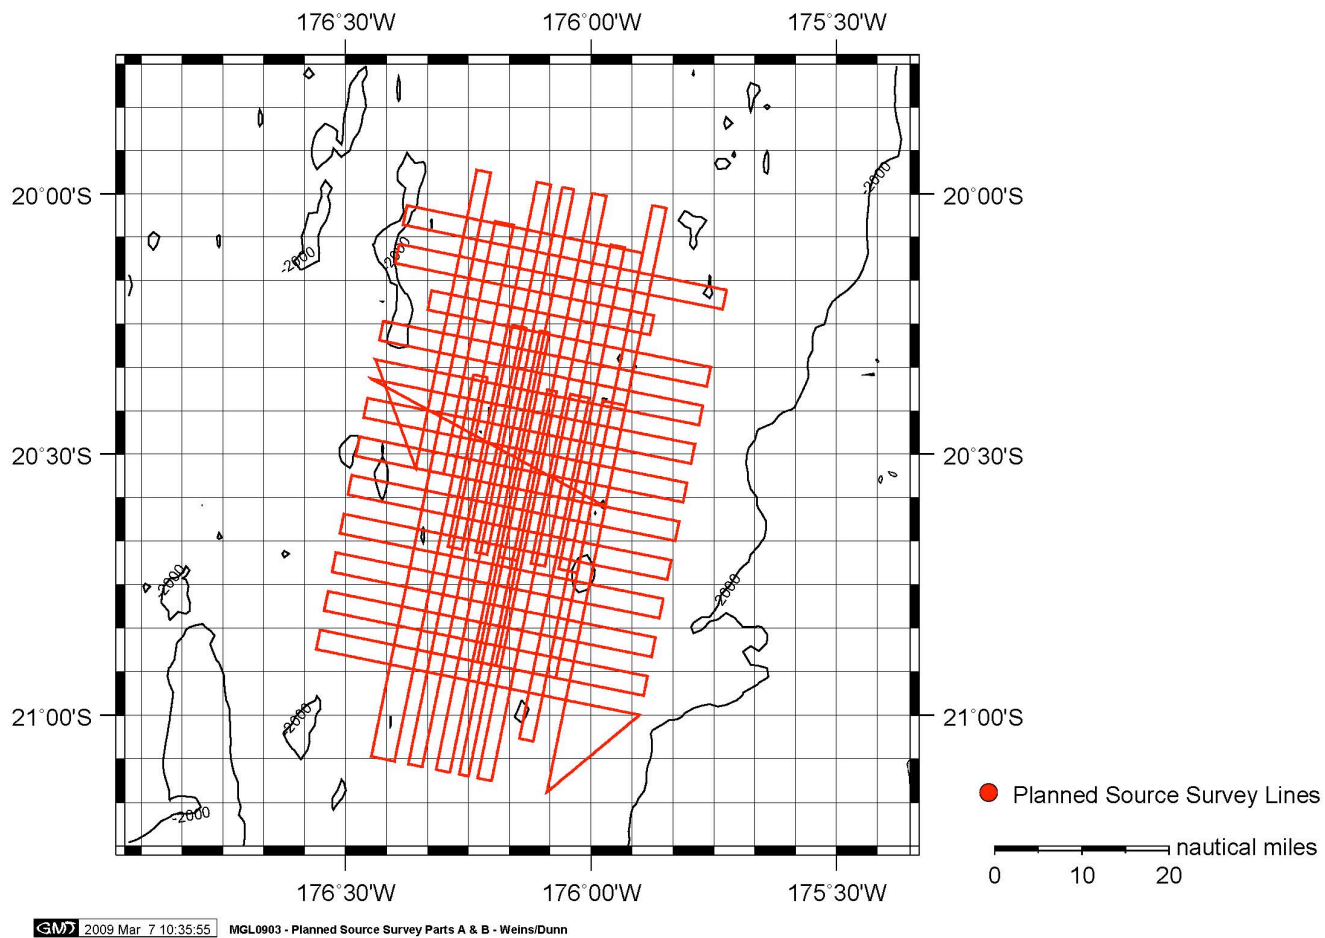 176°30'W 176°00'W 175°30'W
20°00'S 20°00'S
-2000
-2000
-2000
20°30'S 20°30'S
-2000
-2000
-2000
21°00'S 21°00'S
-2000
Planned Source Survey Lines
nautical miles
0 10 20
176°30'W 176°00'W 175°30'W
GMT 2009 Mar 7 10:35:55 MGL0903 - Planned Source Survey Parts A & B - Weins/Dunn